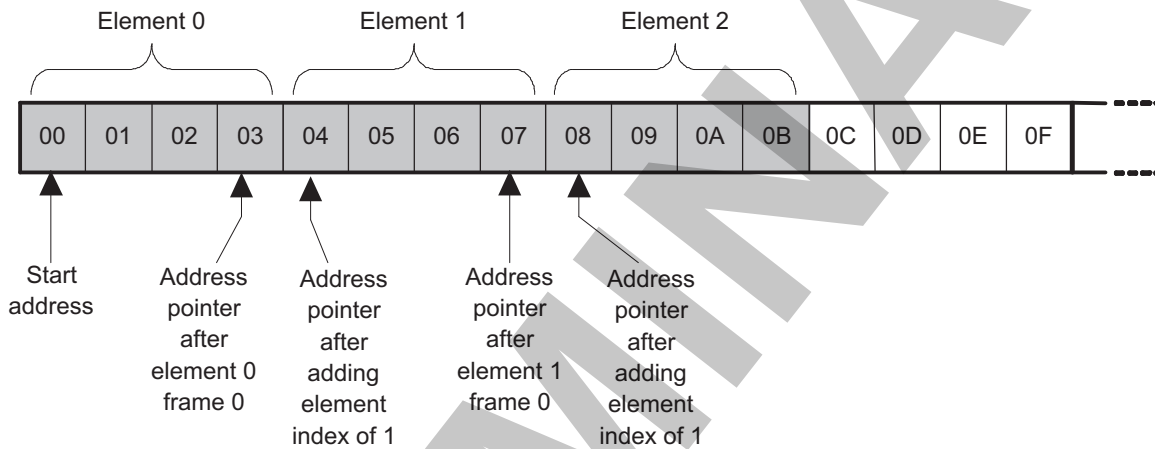 Element 0
Element 1
Element 2
00 01 02 03 04 05 06 07 08 09 0A 0B 0C 0D 0E 0F
Start
address
Address
pointer
after
element 0
frame 0
Address
pointer
after
adding
element
index of 1
Address
pointer
after
element 1
frame 0
Address
pointer
after
adding
element
index of 1